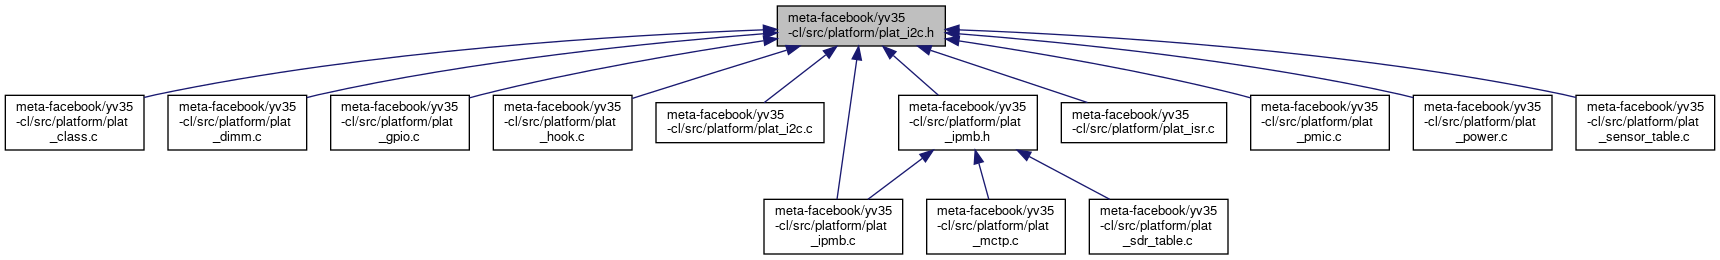 meta-facebook/yv35
-cl/src/platform/plat_i2c.h
meta-facebook/yv35
-cl/src/platform/plat
_class.c
meta-facebook/yv35
-cl/src/platform/plat
_dimm.c
meta-facebook/yv35
-cl/src/platform/plat
_gpio.c
meta-facebook/yv35
-cl/src/platform/plat
_hook.c
meta-facebook/yv35
-cl/src/platform/plat_i2c.c
meta-facebook/yv35
-cl/src/platform/plat
_ipmb.h
meta-facebook/yv35
-cl/src/platform/plat_isr.c
meta-facebook/yv35
-cl/src/platform/plat
_pmic.c
meta-facebook/yv35
-cl/src/platform/plat
_power.c
meta-facebook/yv35
-cl/src/platform/plat
_sensor_table.c
meta-facebook/yv35
-cl/src/platform/plat
_ipmb.c
meta-facebook/yv35
-cl/src/platform/plat
_mctp.c
meta-facebook/yv35
-cl/src/platform/plat
_sdr_table.c